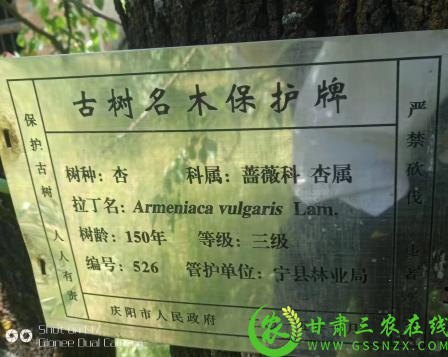 古树名木保护牌
保护古树 人人有责
树种：杏 科属：蔷薇科 杏属
拉丁名：Armeniaca vulgaris Lam.
树龄：150年 等级：三级
编号：526 管护单位：宁县林业局
庆阳市人民政府
严禁砍伐
Gionee Dual Camera
甘肃三农在线
WWW.GSSNZX.COM